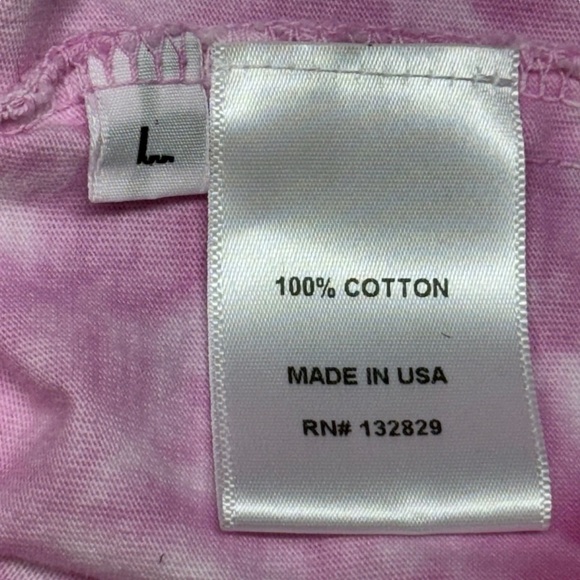 L
100% COTTON
MADE IN USA
RN# 132829